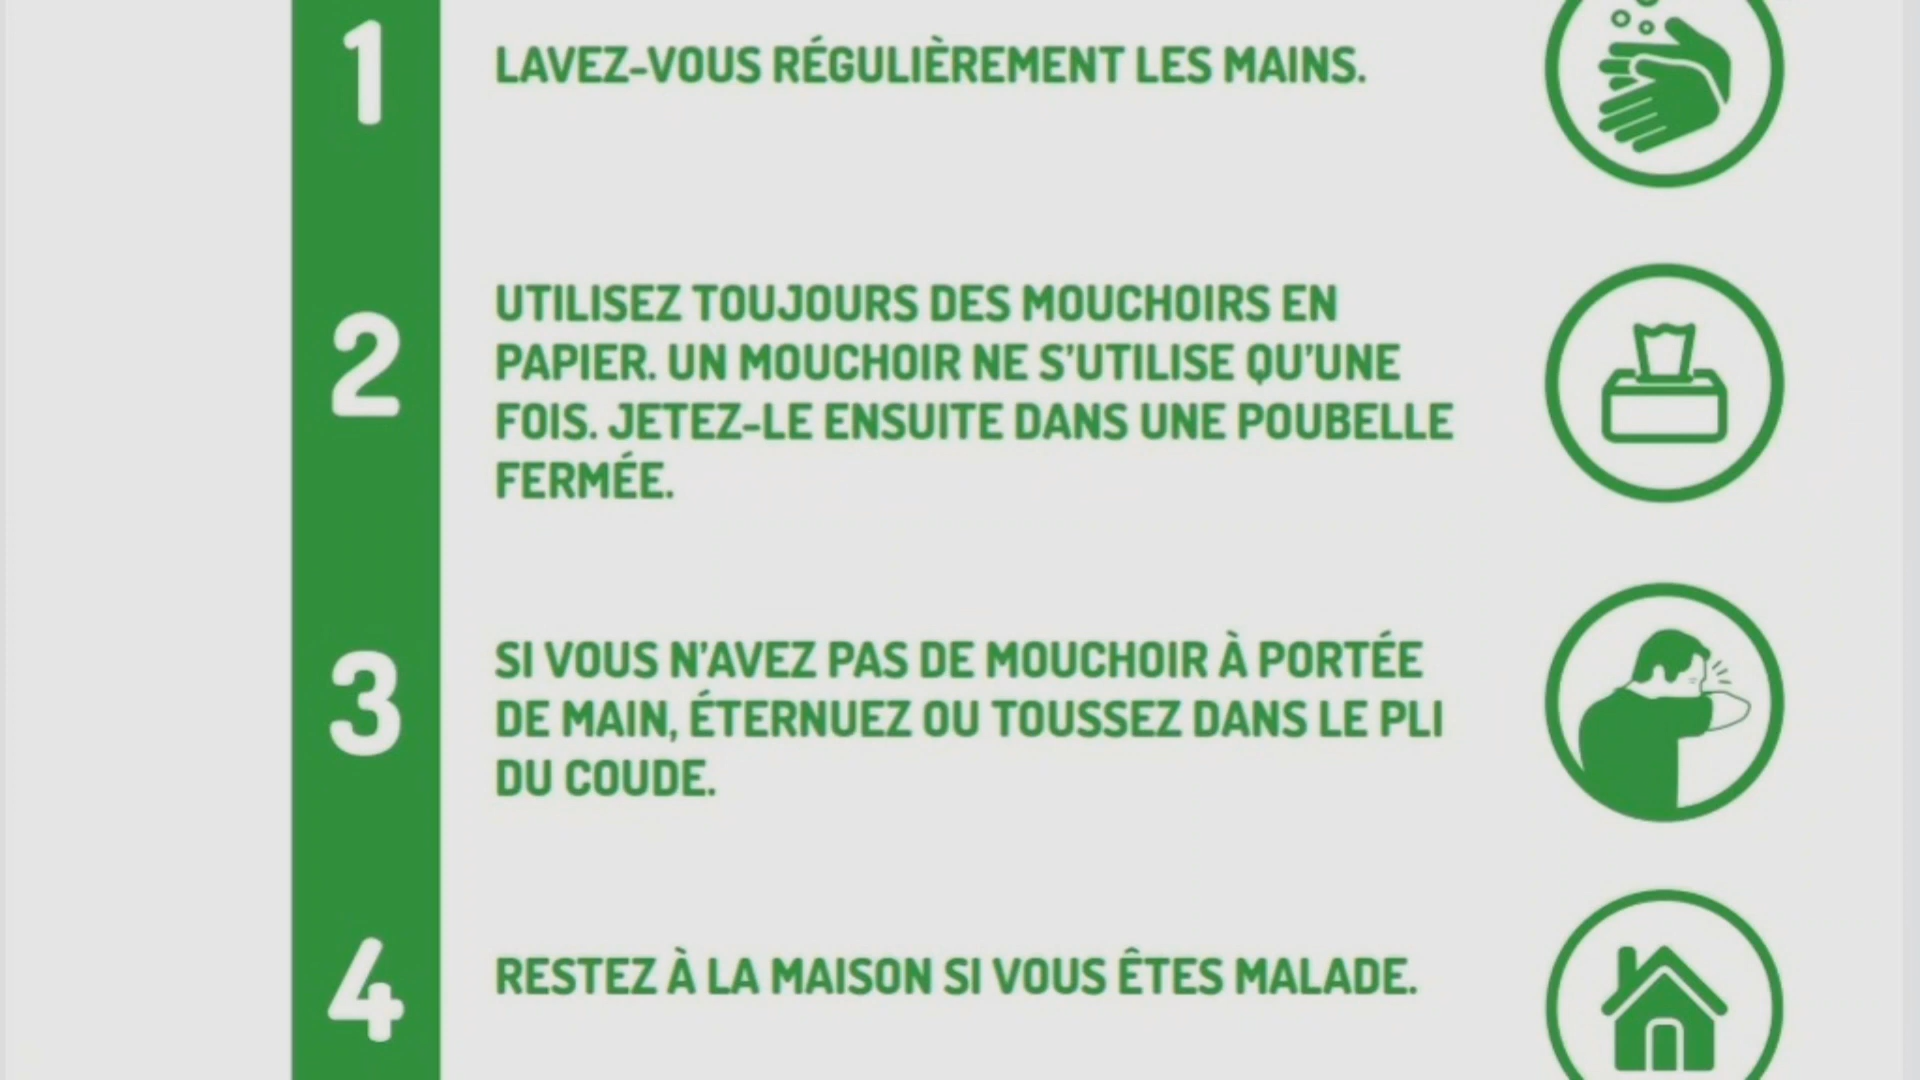 1
LAVEZ-VOUS RÉGULIÈREMENT LES MAINS.
2
UTILISEZ TOUJOURS DES MOUCHOIRS EN
PAPIER. UN MOUCHOIR NE S'UTILISE QU'UNE
FOIS. JETEZ-LE ENSUITE DANS UNE POUBELLE
FERMÉE.
3
SI VOUS N'AVEZ PAS DE MOUCHOIR À PORTÉE
DE MAIN, ÉTERNUEZ OU TOUSSEZ DANS LE PLI
DU COUDE.
4
RESTEZ À LA MAISON SI VOUS ÊTES MALADE.